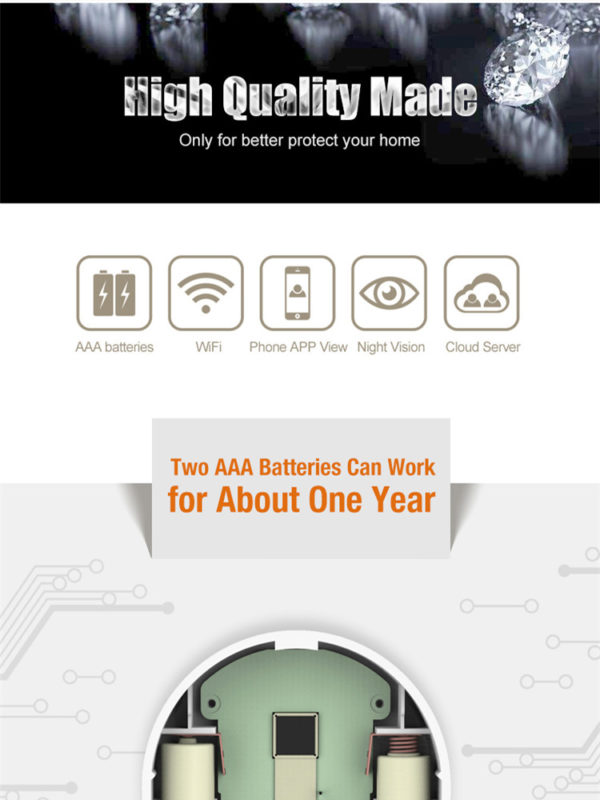 High Quality Made
Only for better protect your home
AAA batteries
WiFi
Phone APP View
Night Vision
Cloud Server
Two AAA Batteries Can Work
for About One Year